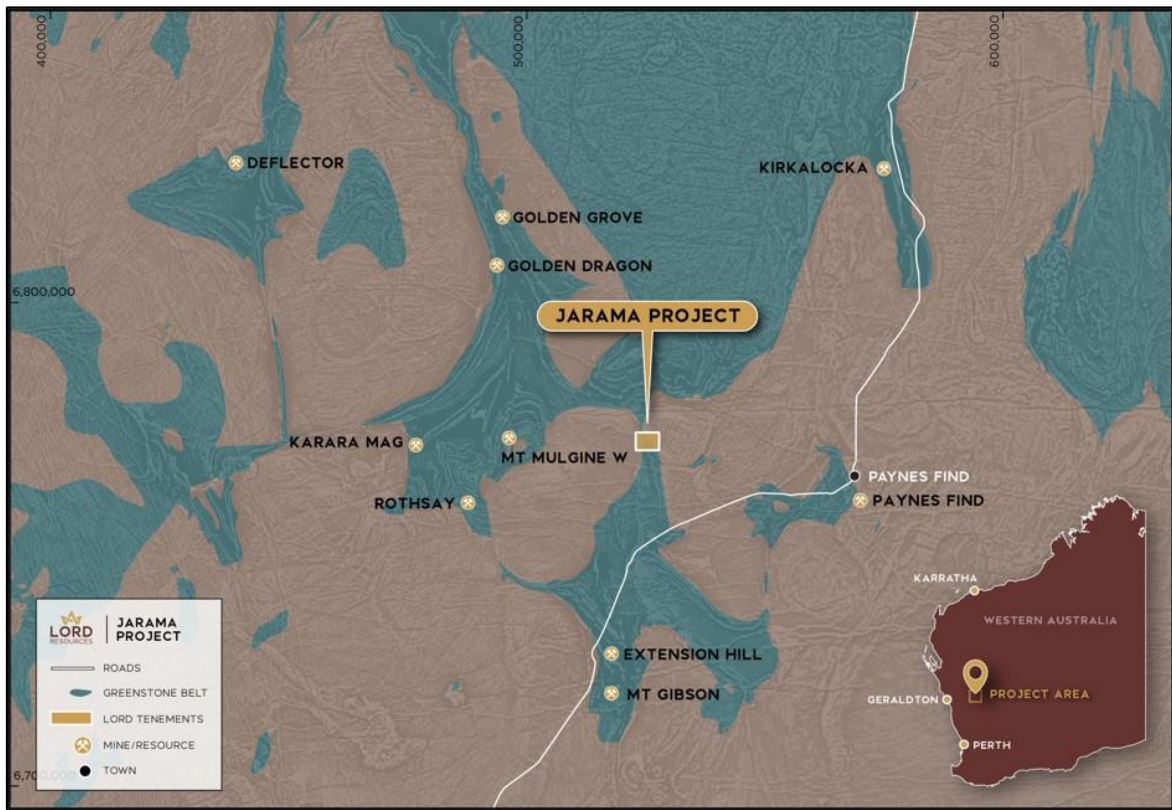 400,000
500,000
600,000
DEFLECTOR
KIRKALOCKA
GOLDEN GROVE
GOLDEN DRAGON
6,800,000
JARAMA PROJECT
KARARA MAG
MT MULGINE W
PAYNES FIND
ROTHSAY
PAYNES FIND
EXTENSION HILL
MT GIBSON
6,700,000
LORD
RESOURCES
JARAMA
PROJECT
ROADS
GREENSTONE BELT
LORD TENEMENTS
MINE/RESOURCE
TOWN
KARRATHA
WESTERN AUSTRALIA
PROJECT AREA
GERALDTON
PERTH